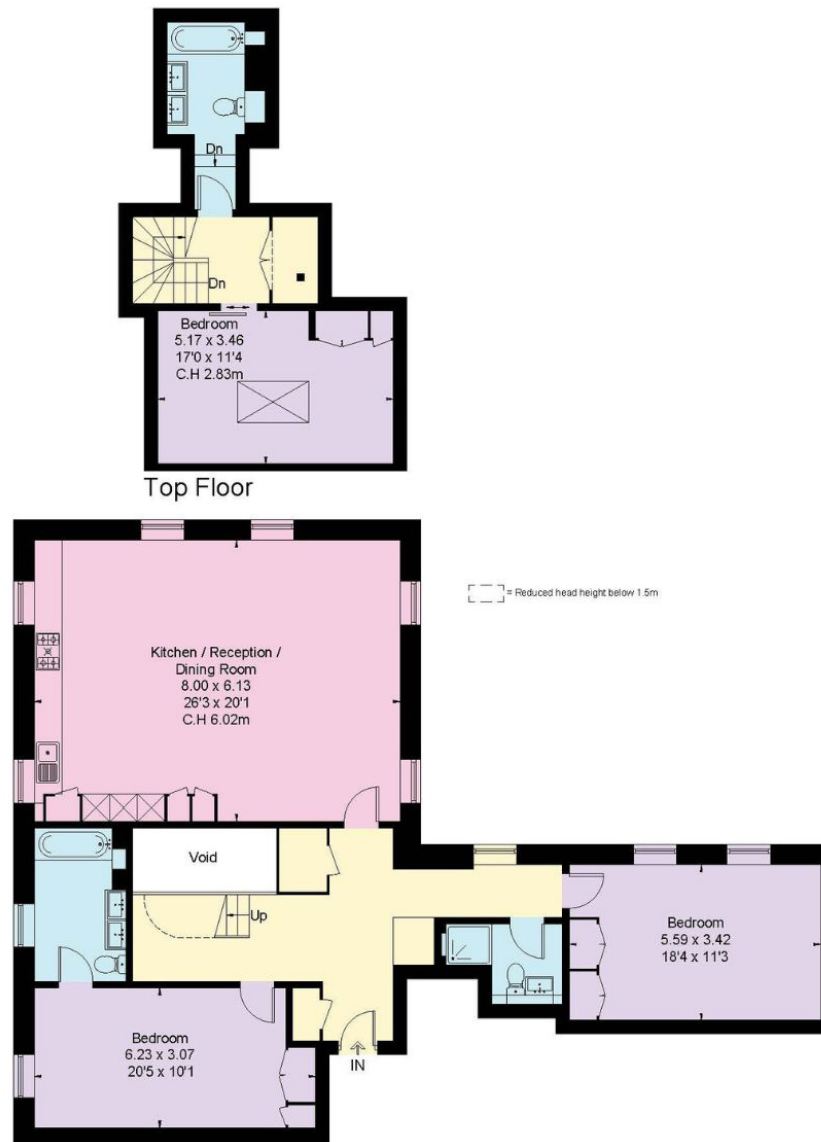 Dn
Dn
Bedroom
5.17 x 3.46
17'0 x 11'4
C.H 2.83m
Top Floor
= Reduced head height below 1.5m
Kitchen / Reception /
Dining Room
8.00 x 6.13
26'3 x 20'1
C.H 6.02m
Void
Up
Bedroom
5.59 x 3.42
18'4 x 11'3
Bedroom
6.23 x 3.07
20'5 x 10'1
IN